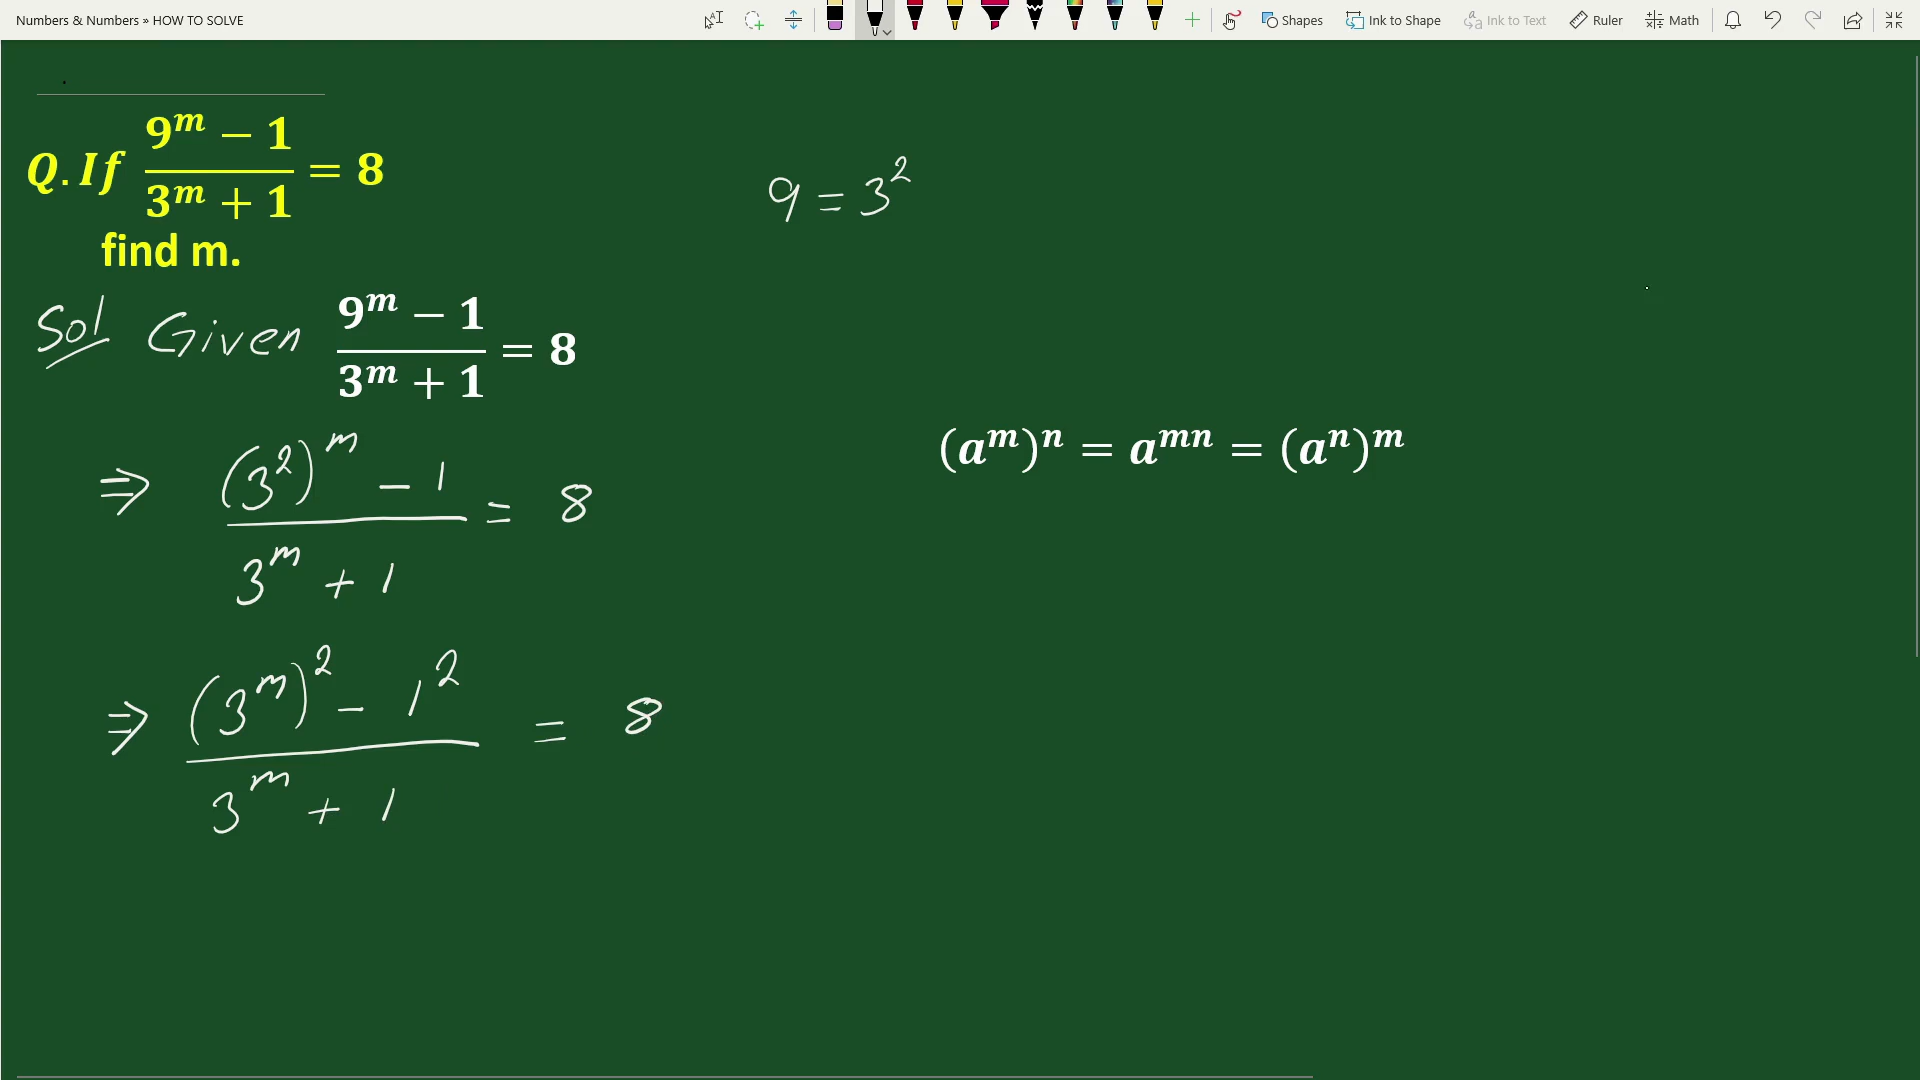 Numbers & Numbers » HOW TO SOLVE
Shapes Ink to Shape Ink to Text Ruler Math
Q. If (9^m − 1)/(3^m + 1) = 8
find m.
9 = 3^2
Sol Given (9^m − 1)/(3^m + 1) = 8
⇒ ((3^2)^m − 1)/(3^m + 1) = 8
(a^m)^n = a^mn = (a^n)^m
⇒ ((3^m)^2 − 1^2)/(3^m + 1) = 8